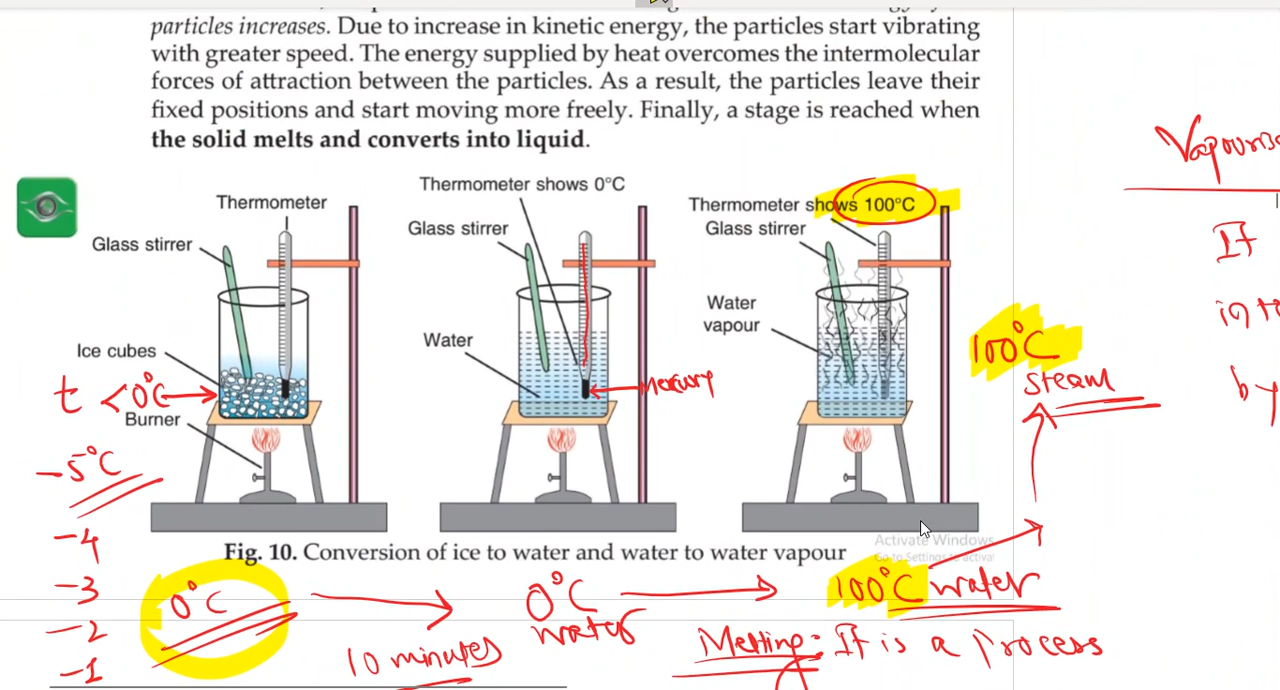 particles increases. Due to increase in kinetic energy, the particles start vibrating
with greater speed. The energy supplied by heat overcomes the intermolecular
forces of attraction between the particles. As a result, the particles leave their
fixed positions and start moving more freely. Finally, a stage is reached when
the solid melts and converts into liquid.
Thermometer
Glass stirrer
Ice cubes
t < 0°C
Burner
-5°C
-4
-3
-2
-1
Thermometer shows 0°C
Glass stirrer
Water
Mercury
Thermometer shows 100°C
Glass stirrer
Water
vapour
100°C
steam
If
by
Activate Windows
Fig. 10. Conversion of ice to water and water to water vapour
0°C
10 minutes
0°C
water
100°C water
Melting: It is a process